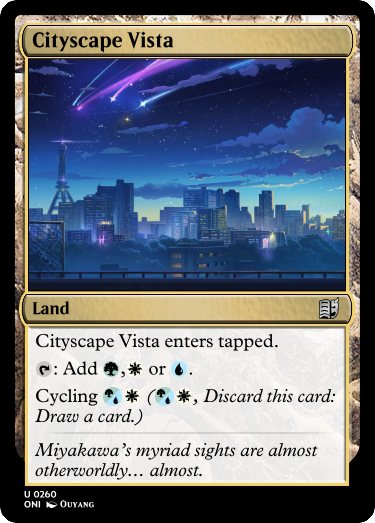 Cityscape Vista
Land
Cityscape Vista enters tapped.
: Add , or .
Cycling ( , Discard this card:
Draw a card.)
Miyakawa's myriad sights are almost
otherworldly... almost.
U 0260
ONI Ouyang